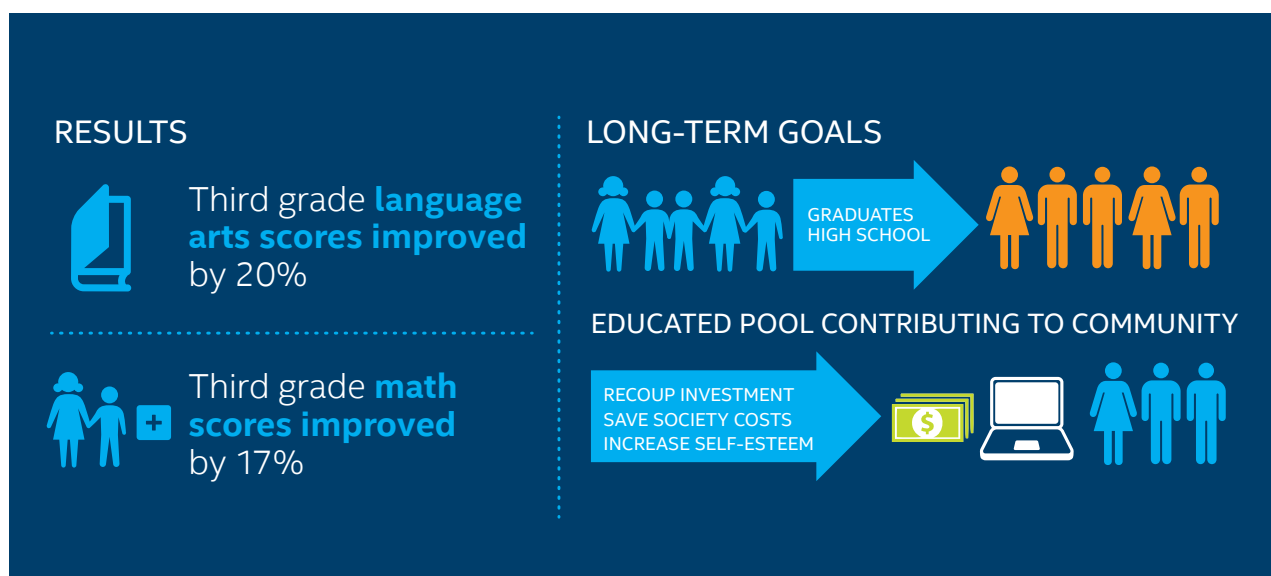 RESULTS
Third grade language
arts scores improved
by 20%
Third grade math
scores improved
by 17%
LONG-TERM GOALS
GRADUATES
HIGH SCHOOL
EDUCATED POOL CONTRIBUTING TO COMMUNITY
RECOUP INVESTMENT
SAVE SOCIETY COSTS
INCREASE SELF-ESTEEM
$